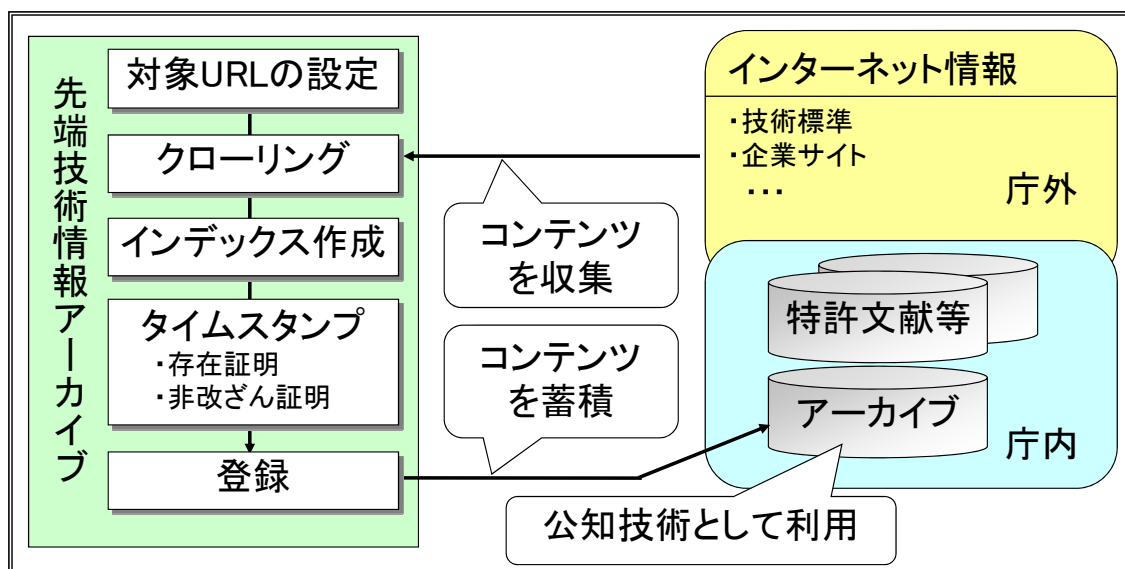 先端技術情報アーカイブ
対象URLの設定
クローリング
インデックス作成
タイムスタンプ
・存在証明
・非改ざん証明
登録
コンテンツ
を収集
コンテンツ
を蓄積
インターネット情報
・技術標準
・企業サイト
・・・
庁外
特許文献等
アーカイブ
庁内
公知技術として利用